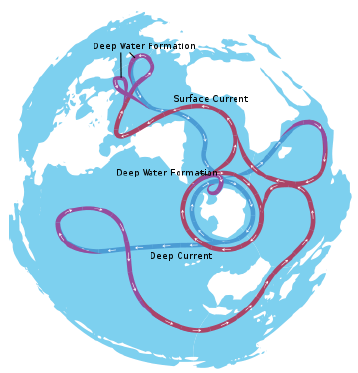 Deep Water Formation
Surface Current
Deep Water Formation
Deep Current